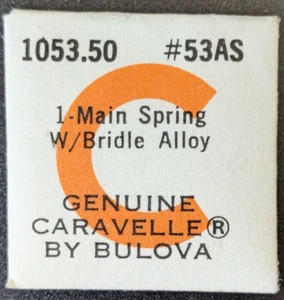 1053.50 #53AS
1-Main Spring
W/Bridle Alloy
GENUINE
CARAVELLE®
BY BULOVA